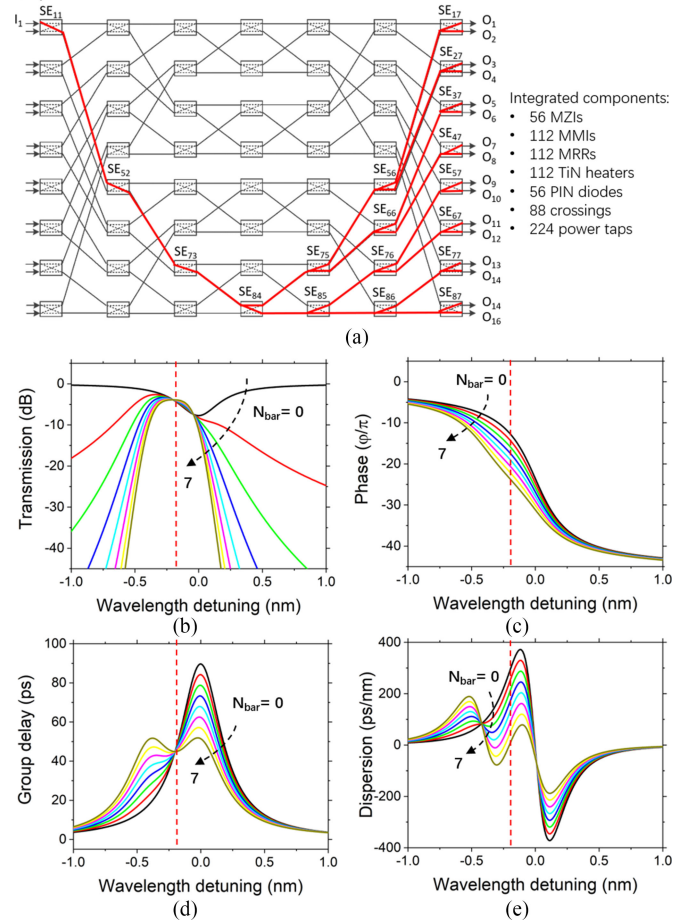 I1
SE11
SE17
O1
O2
SE27
O3
O4
SE37
O5
O6
SE47
O7
O8
SE52
SE56
SE57
O9
O10
SE66
SE67
O11
O12
SE73
SE75
SE76
SE77
O13
O14
SE84
SE85
SE86
SE87
O14
O16
Integrated components:
• 56 MZIs
• 112 MMIs
• 112 MRRs
• 112 TiN heaters
• 56 PIN diodes
• 88 crossings
• 224 power taps
(a)
Transmission (dB)
0
-10
-20
-30
-40
Nbar= 0
7
-1.0 -0.5 0.0 0.5 1.0
Wavelength detuning (nm)
(b)
Phase (φ/π)
0
-10
-20
-30
-40
Nbar= 0
7
-1.0 -0.5 0.0 0.5 1.0
Wavelength detuning (nm)
(c)
Group delay (ps)
100
80
60
40
20
0
Nbar= 0
7
-1.0 -0.5 0.0 0.5 1.0
Wavelength detuning (nm)
(d)
Dispersion (ps/nm)
400
200
0
-200
-400
Nbar= 0
7
-1.0 -0.5 0.0 0.5 1.0
Wavelength detuning (nm)
(e)